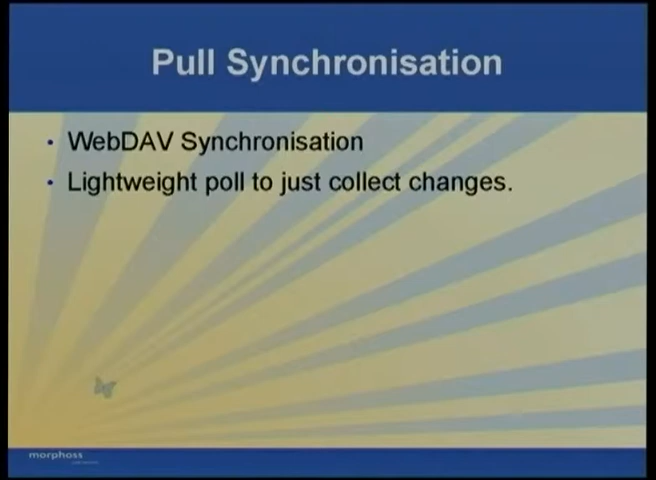 Pull Synchronisation
• WebDAV Synchronisation
• Lightweight poll to just collect changes.
morphoss